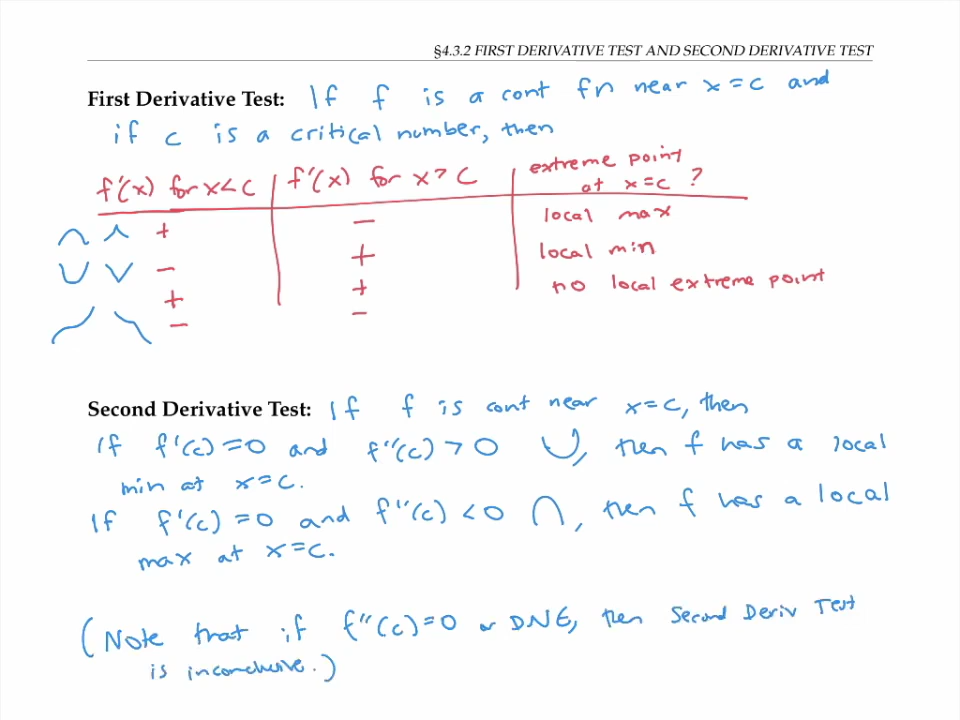 §4.3.2 FIRST DERIVATIVE TEST AND SECOND DERIVATIVE TEST
First Derivative Test: If f is a cont fn near x=c and
if c is a critical number, then
f'(x) for x<c f'(x) for x>c extreme point
at x=c ?
+ − local max
− + local min
+ + no local extreme point
− −
Second Derivative Test: If f is cont near x=c, then
If f'(c)=0 and f''(c)>0 , then f has a local
min at x=c.
If f'(c)=0 and f''(c)<0 , then f has a local
max at x=c.
(Note that if f''(c)=0 or DNE, then Second Deriv Test
is inconclusive.)